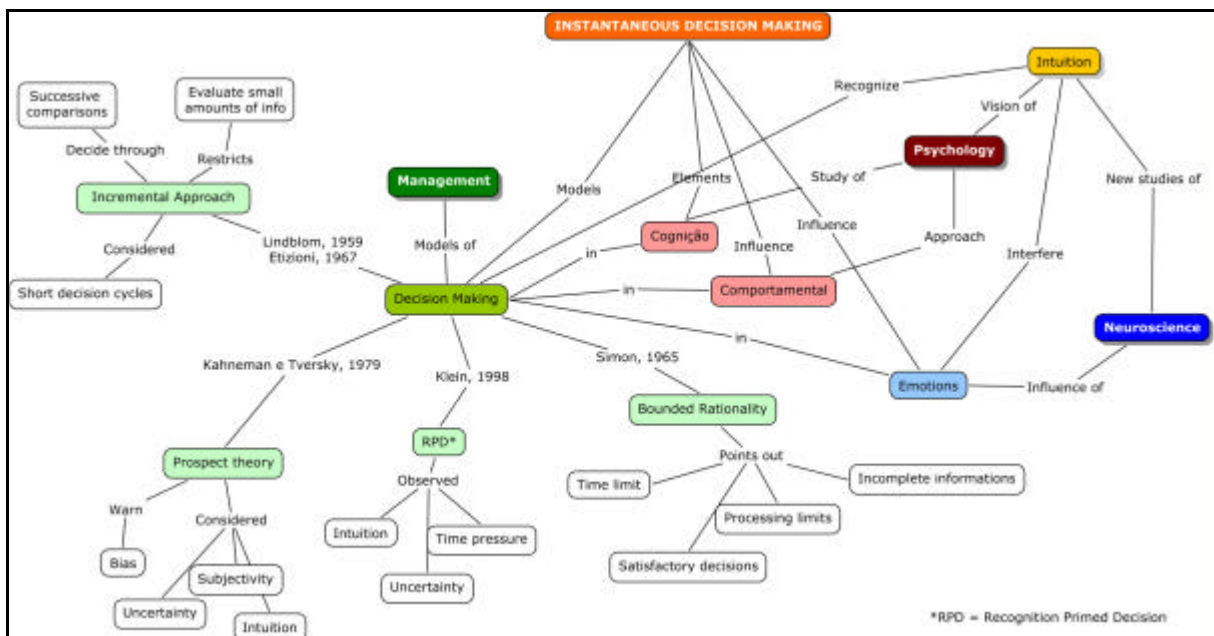 INSTANTANEOUS DECISION MAKING
Intuition
Recognize
Vision of
Successive
comparisons
Evaluate small
amounts of info
Decide through
Restricts
Psychology
Management
Models
Elements
Study of
New studies of
Incremental Approach
Cognição
Influence
Influence
Approach
Considered
Lindblom, 1959
Etizioni, 1967
Models of
in
Interfere
Short decision cycles
Decision Making
in
Comportamental
Neuroscience
in
Kahneman e Tversky, 1979
Simon, 1965
Klein, 1998
Emotions
Influence of
Bounded Rationality
Prospect theory
RPD*
Points out
Time limit
Incomplete informations
Observed
Warn
Considered
Processing limits
Intuition
Time pressure
Bias
Subjectivity
Satisfactory decisions
Uncertainty
Uncertainty
Intuition
*RPD = Recognition Primed Decision